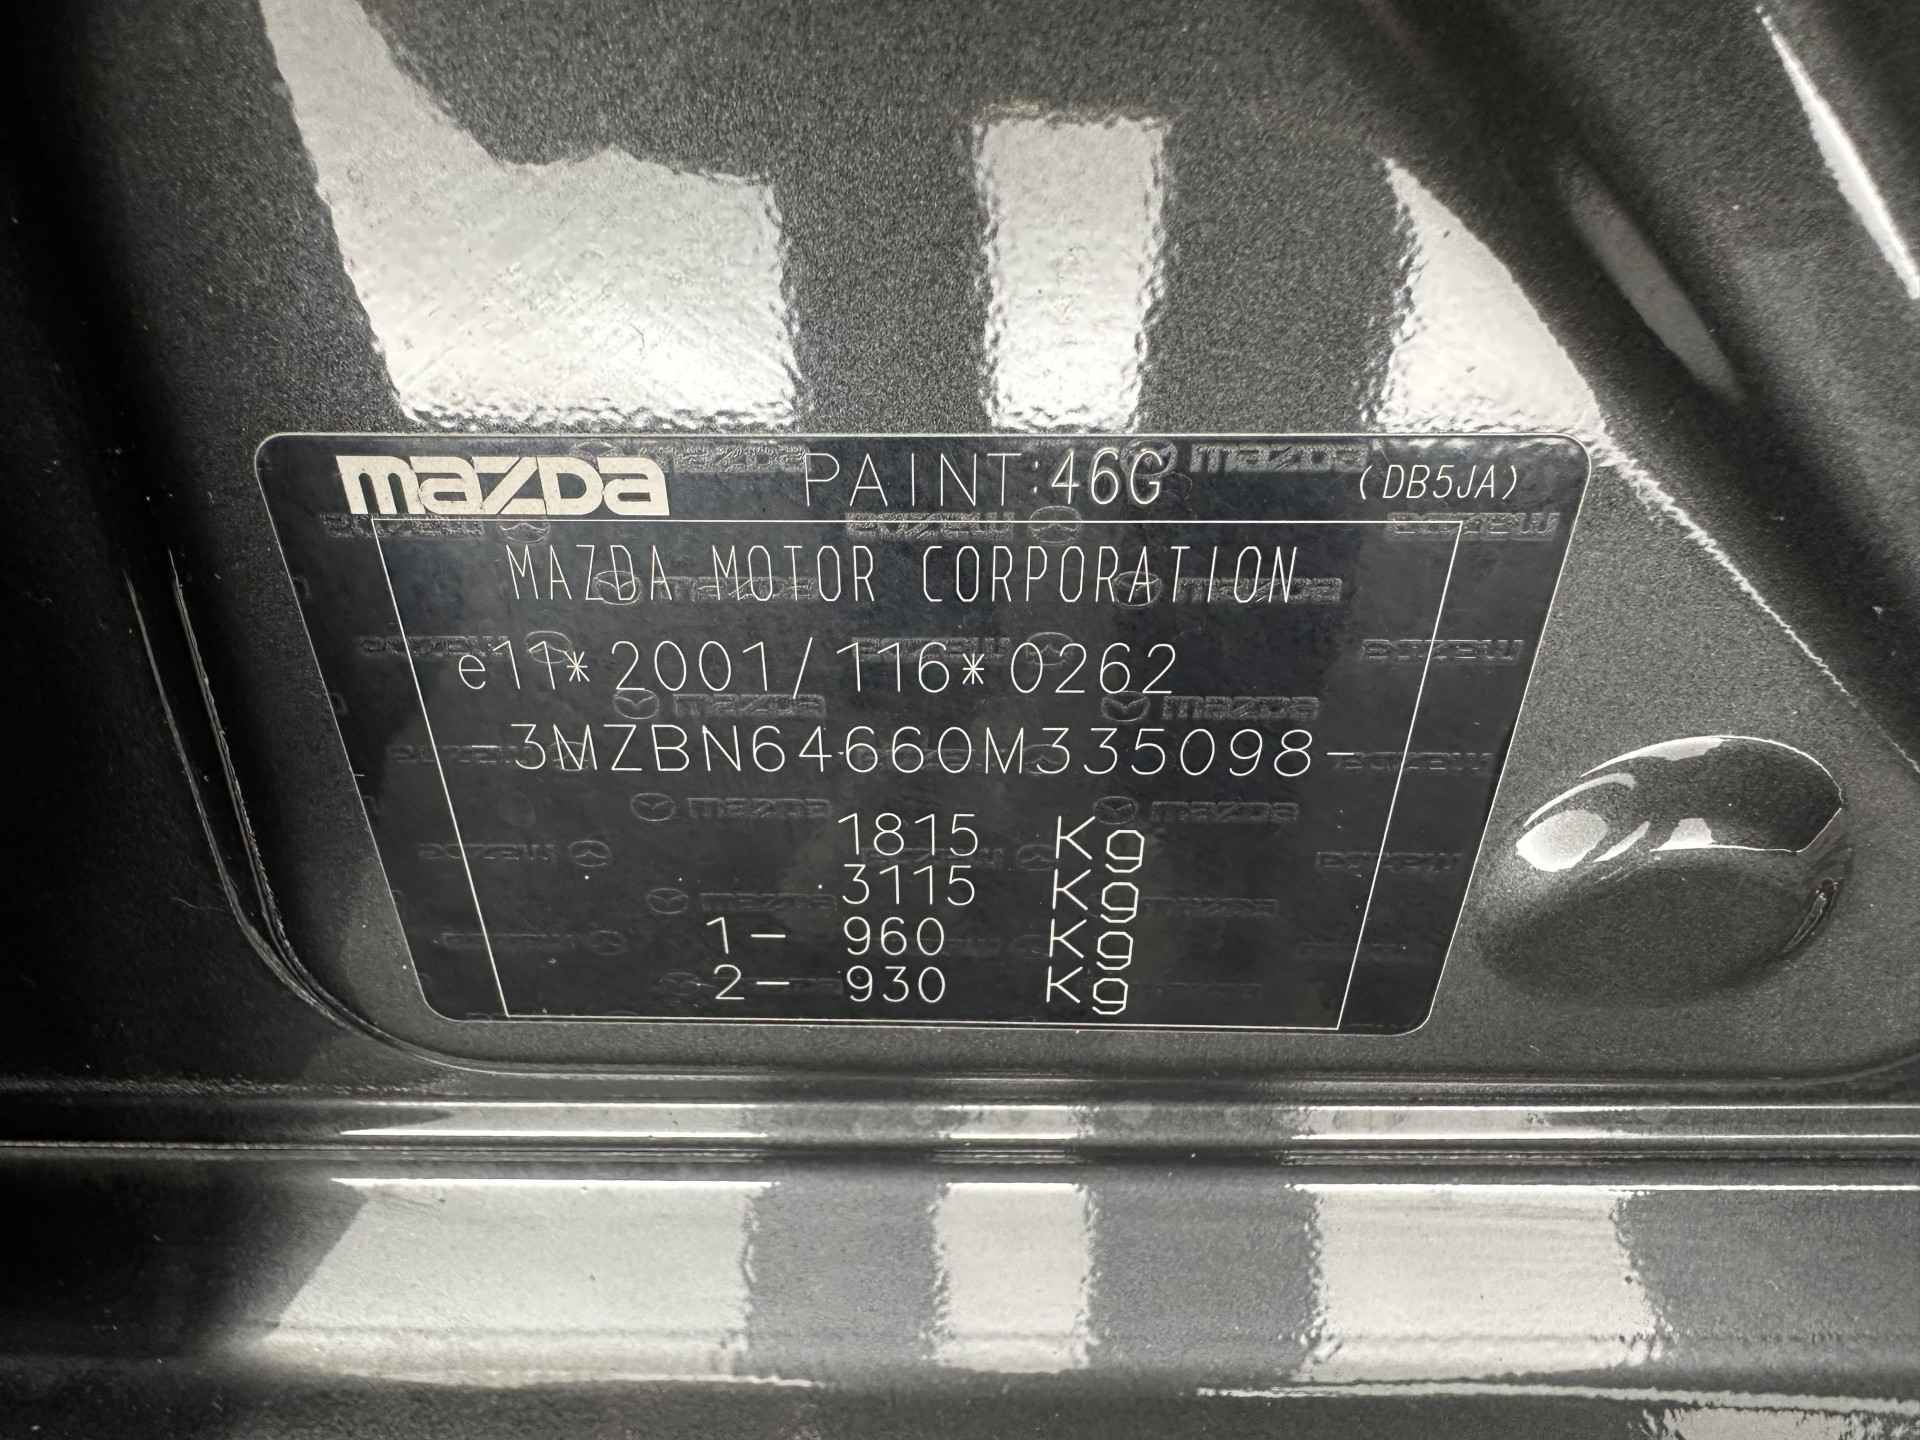 mazda PAINT:46G (DB5JA)
MAZDA MOTOR CORPORATION
e11*2001/116*0262
-3MZBN64660M335098-
1815 Kg
3115 Kg
1- 960 Kg
2- 930 Kg